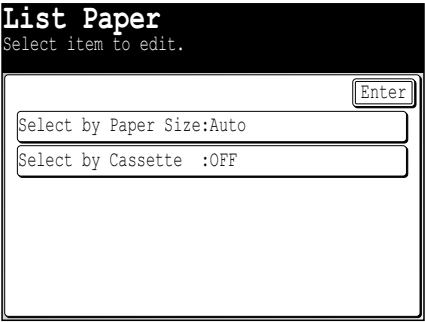 List Paper
Select item to edit.
Enter
Select by Paper Size:Auto
Select by Cassette  :OFF